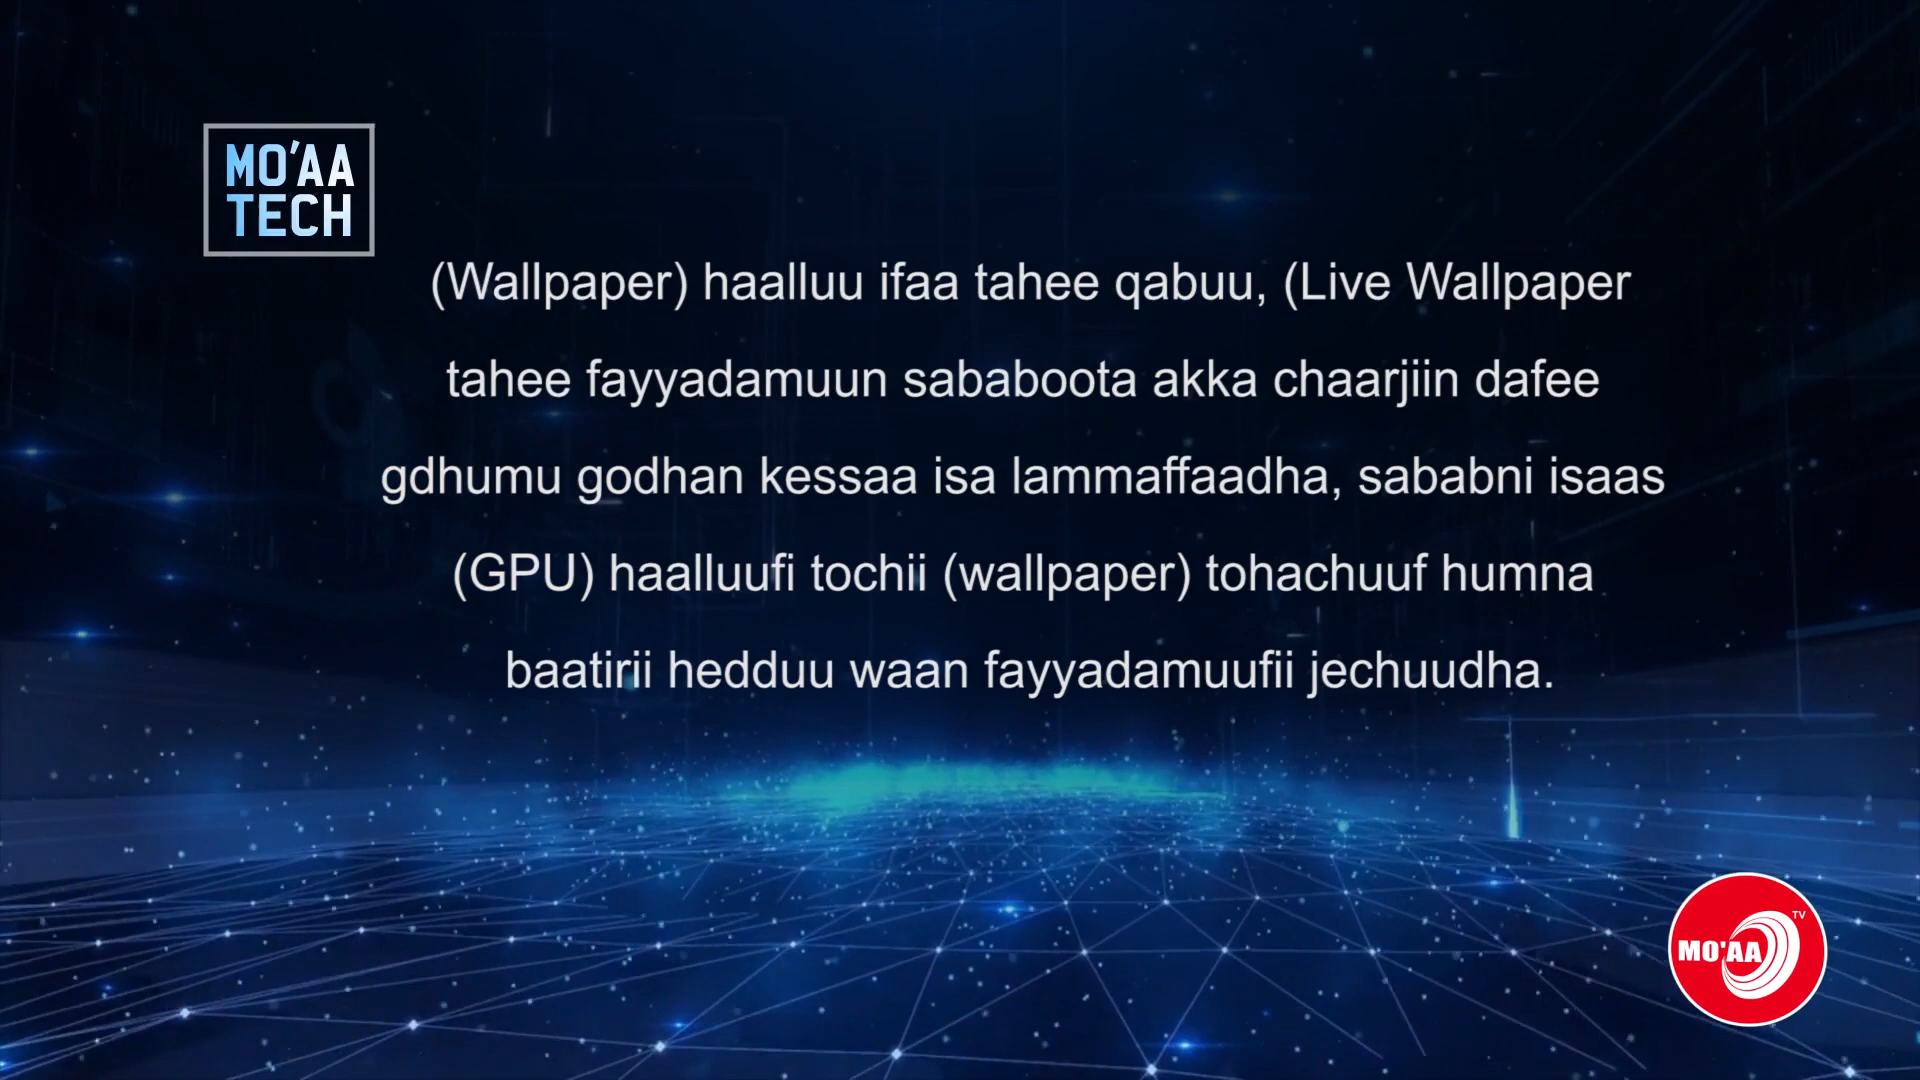 MO'AA
TECH
(Wallpaper) haalluu ifaa tahee qabuu, (Live Wallpaper
tahee fayyadamuun sababoota akka chaarjiin dafee
gdhumu godhan kessaa isa lammaffaadha, sababni isaas
(GPU) haalluufi tochii (wallpaper) tohachuuf humna
baatirii hedduu waan fayyadamuufii jechuudha.
TV
MO'AA